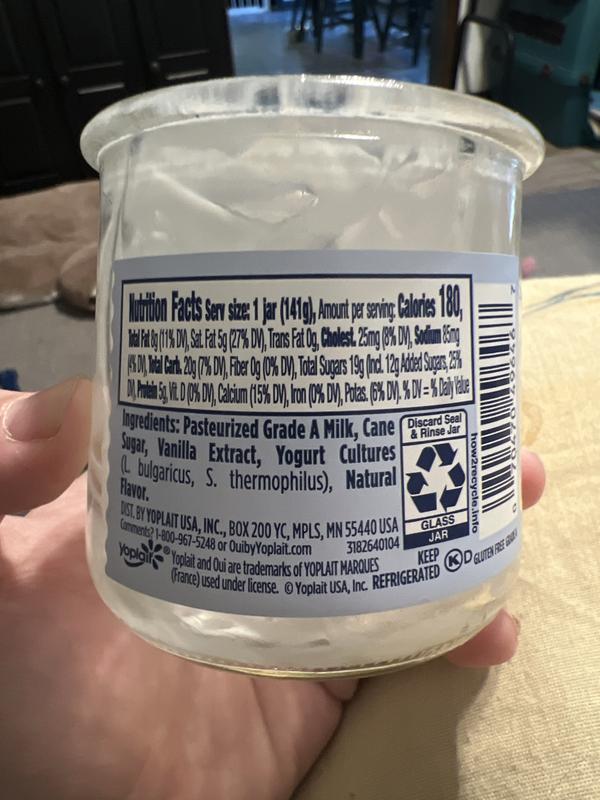 Nutrition Facts Serv size: 1 jar (141g), Amount per serving: Calories 180,
Total Fat 8g (11% DV), Sat. Fat 5g (27% DV), Trans Fat 0g, Cholest. 25mg (8% DV), Sodium 85mg
(4% DV), Total Carb. 20g (7% DV), Fiber 0g (0% DV), Total Sugars 19g (Incl. 12g Added Sugars, 25%
DV), Protein 5g, Vit. D (0% DV), Calcium (15% DV), Iron (0% DV), Potas. (6% DV). % DV = % Daily Value
Ingredients: Pasteurized Grade A Milk, Cane
Sugar, Vanilla Extract, Yogurt Cultures
(L. bulgaricus, S. thermophilus), Natural
Flavor.
DIST. BY YOPLAIT USA, INC., BOX 200 YC, MPLS, MN 55440 USA
Comments? 1-800-967-5248 or OuibyYoplait.com 3182640104
Yoplait® Yoplait and Oui are trademarks of YOPLAIT MARQUES
(France) used under license. © Yoplait USA, Inc.
KEEP
REFRIGERATED
K D GLUTEN FREE
Discard Seal
& Rinse Jar
GLASS
JAR
how2recycle.info